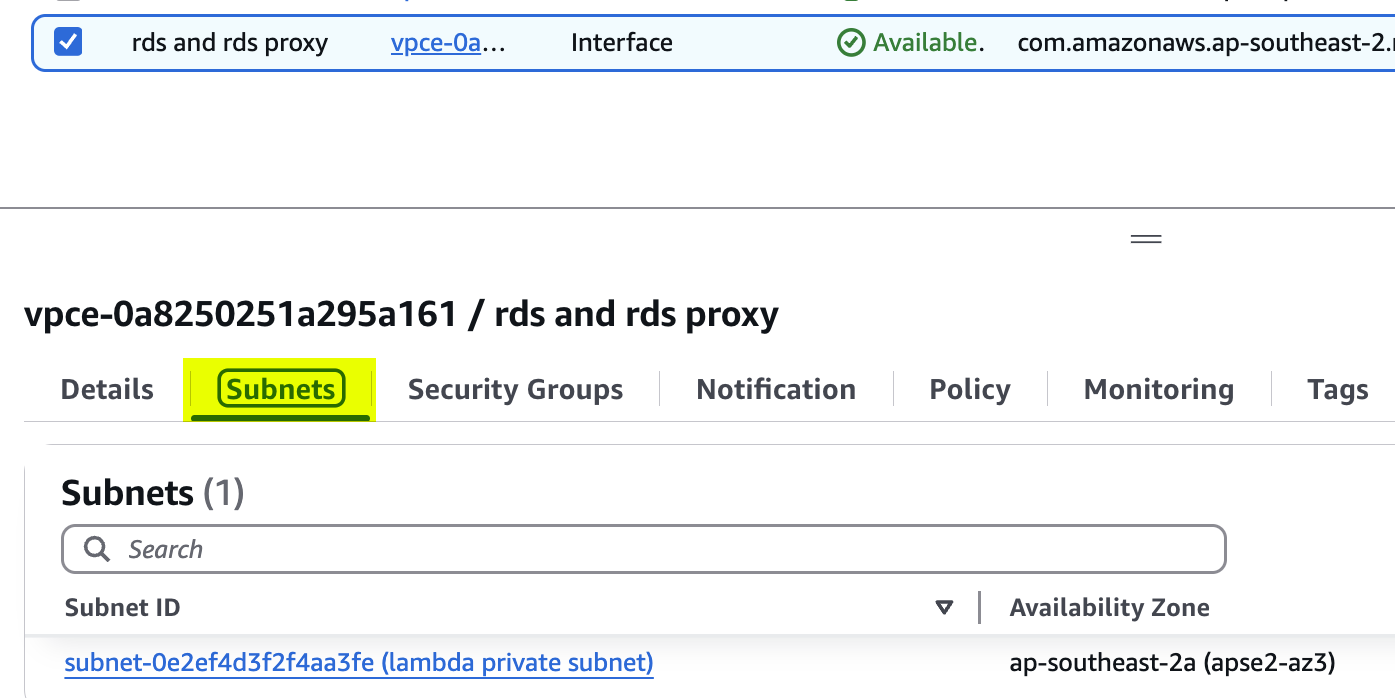 rds and rds proxy vpce-0a... Interface Available. com.amazonaws.ap-southeast-2.
vpce-0a8250251a295a161 / rds and rds proxy
Details Subnets Security Groups Notification Policy Monitoring Tags
Subnets (1)
Search
Subnet ID Availability Zone
subnet-0e2ef4d3f2f4aa3fe (lambda private subnet) ap-southeast-2a (apse2-az3)